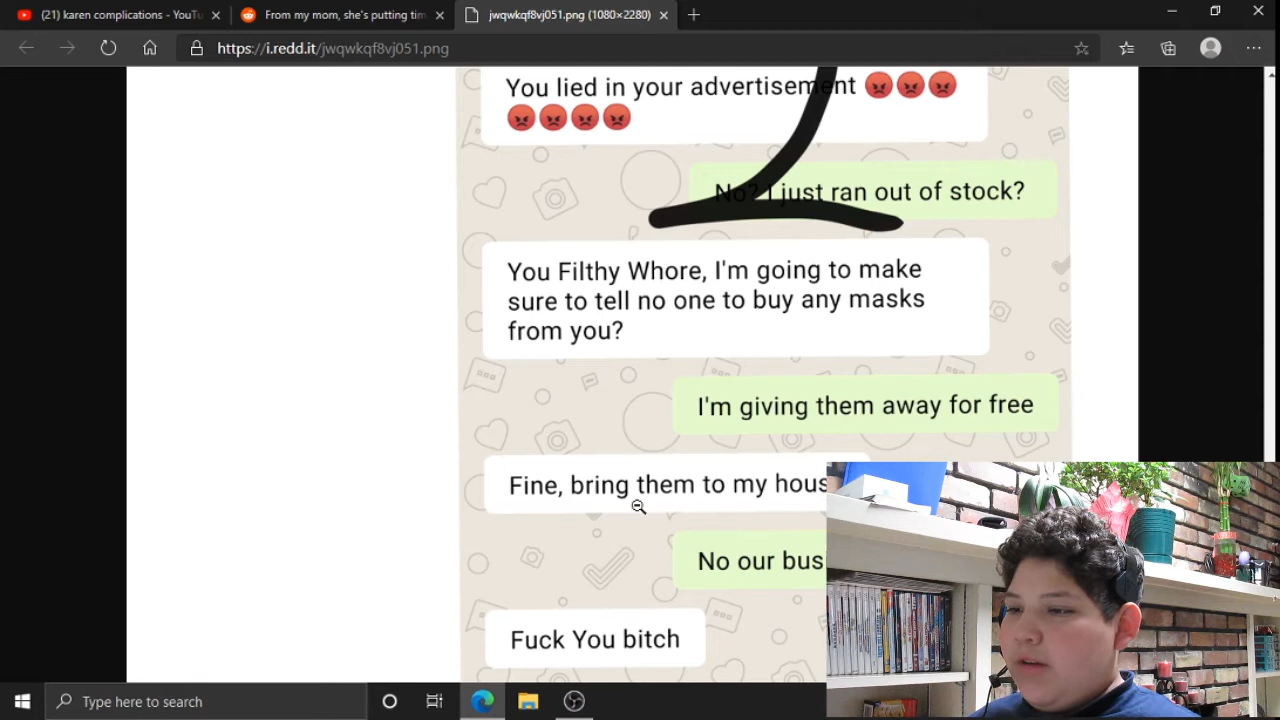 (21) karen complications - YouTu
From my mom, she's putting tim
jwqwkqf8vj051.png (1080×2280)
https://i.redd.it/jwqwkqf8vj051.png
You lied in your advertisement 😡😡😡
😡😡😡😡
No? I just ran out of stock?
You Filthy Whore, I'm going to make
sure to tell no one to buy any masks
from you?
I'm giving them away for free
Fine, bring them to my hous
No our bus
Fuck You bitch
Type here to search